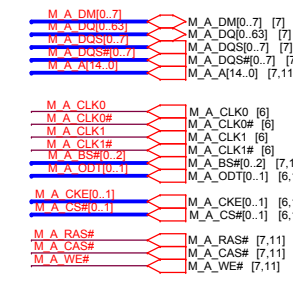 M_A_DM[0..7] M_A_DM[0..7] [7]
M_A_DQ[0..63] M_A_DQ[0..63] [7]
M_A_DQS[0..7] M_A_DQS[0..7] [7]
M_A_DQS#[0..7] M_A_DQS#[0..7] [7
M_A_A[14..0] M_A_A[14..0] [7,11
M_A_CLK0 M_A_CLK0 [6]
M_A_CLK0# M_A_CLK0# [6]
M_A_CLK1 M_A_CLK1 [6]
M_A_CLK1# M_A_CLK1# [6]
M_A_BS#[0..2] M_A_BS#[0..2] [7,1
M_A_ODT[0..1] M_A_ODT[0..1] [6,
M_A_CKE[0..1] M_A_CKE[0..1] [6,
M_A_CS#[0..1] M_A_CS#[0..1] [6,
M_A_RAS# M_A_RAS# [7,11]
M_A_CAS# M_A_CAS# [7,11]
M_A_WE# M_A_WE# [7,11]